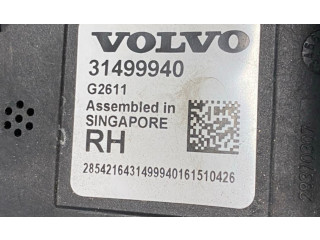 VOLVO
31499940
G2611
Assembled in
SINGAPORE
RH
2854216431499940161510426